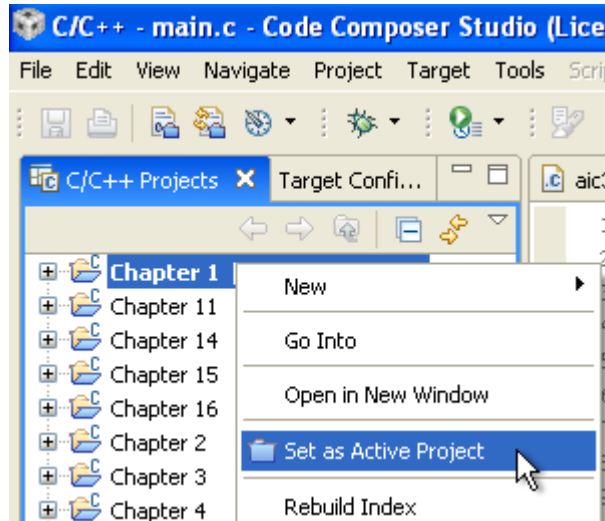 C/C++ - main.c - Code Composer Studio (Lice
File Edit View Navigate Project Target Tools Scri
C/C++ Projects Target Confi... aic3
Chapter 1
Chapter 11
Chapter 14
Chapter 15
Chapter 16
Chapter 2
Chapter 3
Chapter 4
New
Go Into
Open in New Window
Set as Active Project
Rebuild Index